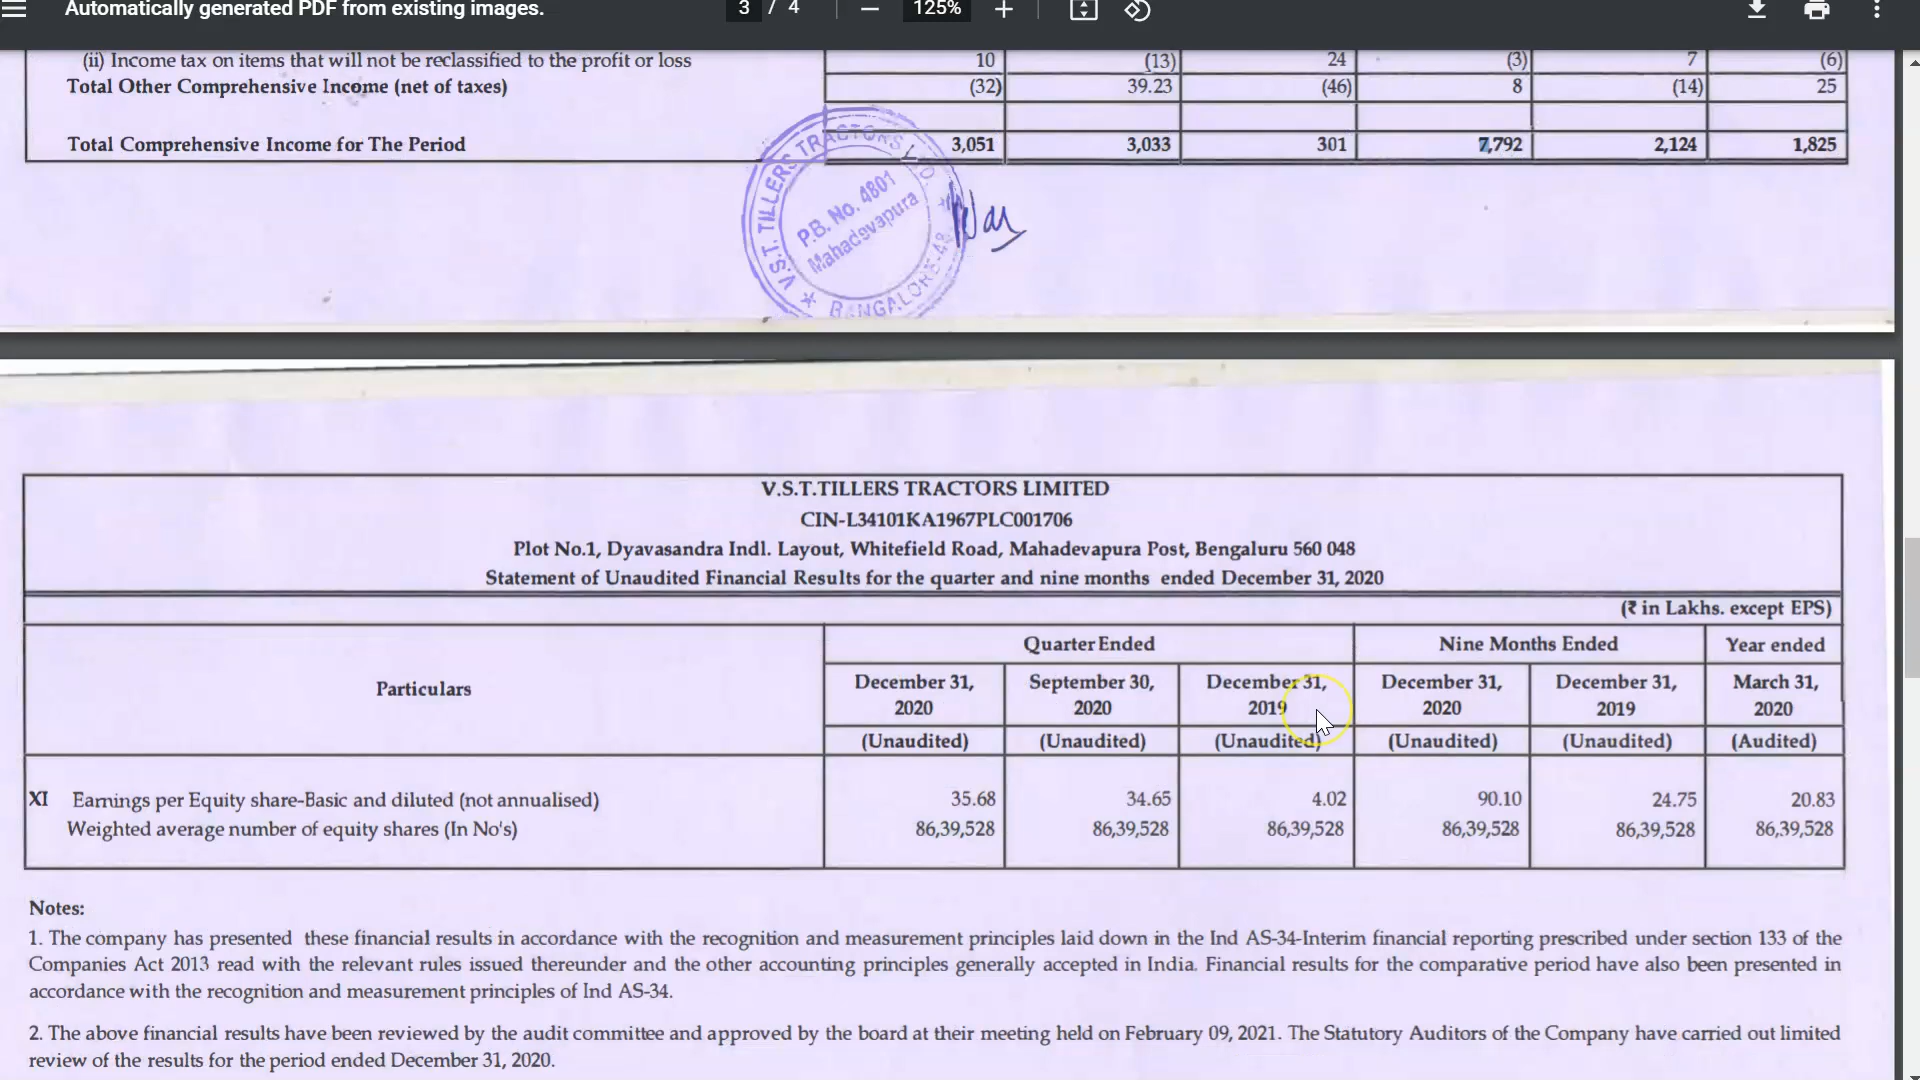 Automatically generated PDF from existing images. 3 / 4 125%
(ii) Income tax on items that will not be reclassified to the profit or loss 10 (13) 24 (3) 7 (6)
Total Other Comprehensive Income (net of taxes) (32) 39.23 (46) 8 (14) 25
Total Comprehensive Income for The Period 3,051 3,033 301 7,792 2,124 1,825
V.S.T. TILLERS TRACTORS LTD.
P.B. No. 4801
Mahadevapura
BANGALORE-48
V.S.T.TILLERS TRACTORS LIMITED
CIN-L34101KA1967PLC001706
Plot No.1, Dyavasandra Indl. Layout, Whitefield Road, Mahadevapura Post, Bengaluru 560 048
Statement of Unaudited Financial Results for the quarter and nine months ended December 31, 2020
(₹ in Lakhs. except EPS)
Particulars
Quarter Ended Nine Months Ended Year ended
December 31, September 30, December 31, December 31, December 31, March 31,
2020 2020 2019 2020 2019 2020
(Unaudited) (Unaudited) (Unaudited) (Unaudited) (Unaudited) (Audited)
XI Earnings per Equity share-Basic and diluted (not annualised) 35.68 34.65 4.02 90.10 24.75 20.83
Weighted average number of equity shares (In No's) 86,39,528 86,39,528 86,39,528 86,39,528 86,39,528 86,39,528
Notes:
1. The company has presented these financial results in accordance with the recognition and measurement principles laid down in the Ind AS-34-Interim financial reporting prescribed under section 133 of the
Companies Act 2013 read with the relevant rules issued thereunder and the other accounting principles generally accepted in India. Financial results for the comparative period have also been presented in
accordance with the recognition and measurement principles of Ind AS-34.
2. The above financial results have been reviewed by the audit committee and approved by the board at their meeting held on February 09, 2021. The Statutory Auditors of the Company have carried out limited
review of the results for the period ended December 31, 2020.